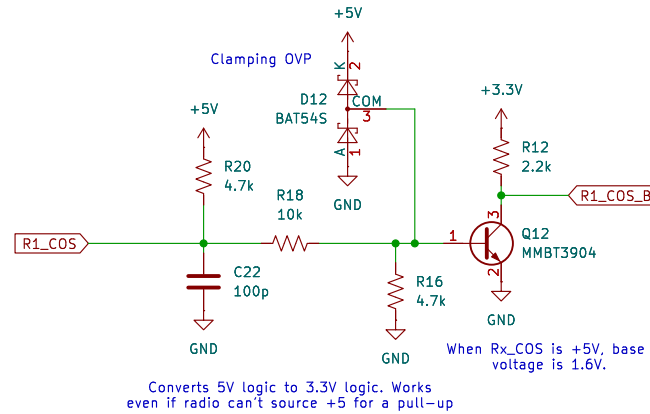 +5V
Clamping OVP
K
2
D12
BAT54S
COM
3
A
1
GND
+5V
R20
4.7k
+3.3V
R12
2.2k
R1_COS_B
R18
10k
R1_COS
1
3
Q12
MMBT3904
2
C22
100p
R16
4.7k
GND
GND
GND
When Rx_COS is +5V, base
voltage is 1.6V.
Converts 5V logic to 3.3V logic. Works
even if radio can't source +5 for a pull-up